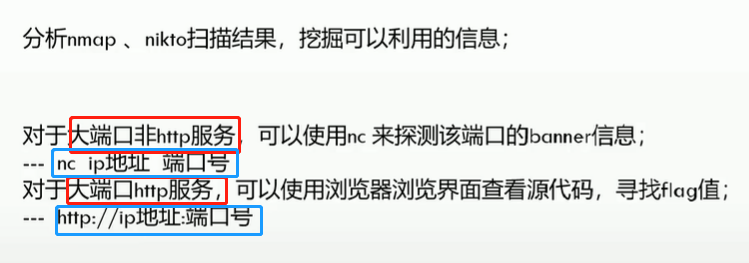 分析nmap 、nikto扫描结果，挖掘可以利用的信息；
对于大端口非http服务，可以使用nc 来探测该端口的banner信息；
--- nc ip地址 端口号
对于大端口http服务，可以使用浏览器浏览界面查看源代码，寻找flag值；
--- http://ip地址:端口号